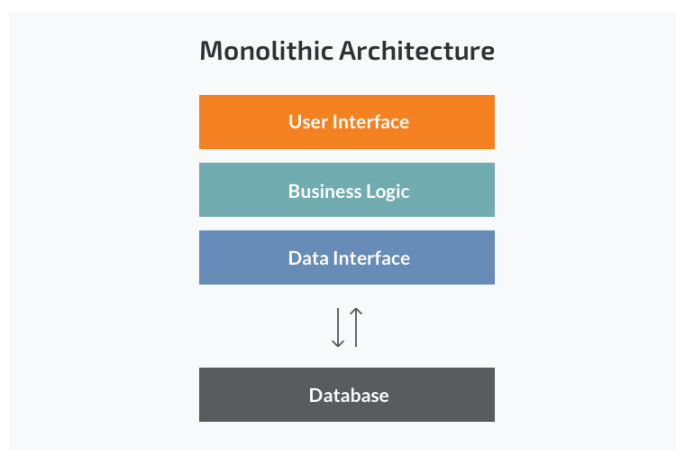 Monolithic Architecture
User Interface
Business Logic
Data Interface
Database